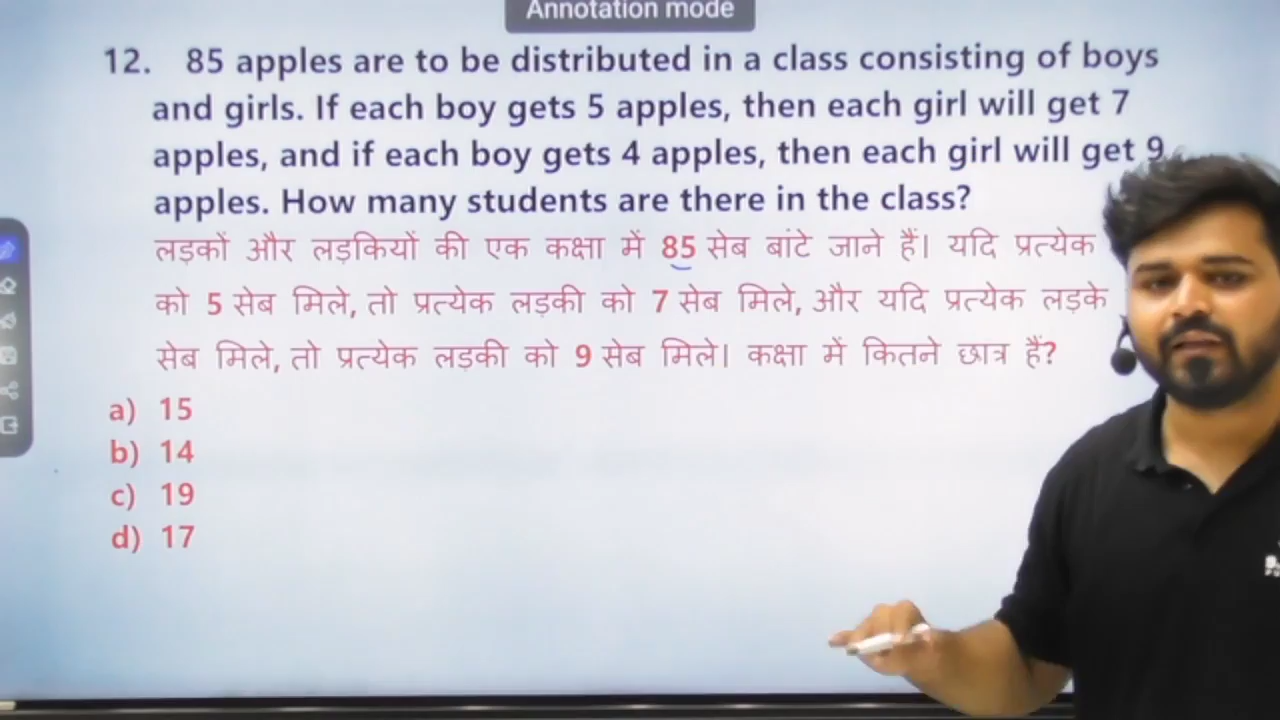 Annotation mode
12. 85 apples are to be distributed in a class consisting of boys
and girls. If each boy gets 5 apples, then each girl will get 7
apples, and if each boy gets 4 apples, then each girl will get 9
apples. How many students are there in the class?
लड़कों और लड़कियों की एक कक्षा में 85 सेब बांटे जाने हैं। यदि प्रत्येक
को 5 सेब मिले, तो प्रत्येक लड़की को 7 सेब मिले, और यदि प्रत्येक लड़के
सेब मिले, तो प्रत्येक लड़की को 9 सेब मिले। कक्षा में कितने छात्र हैं?
a) 15
b) 14
c) 19
d) 17